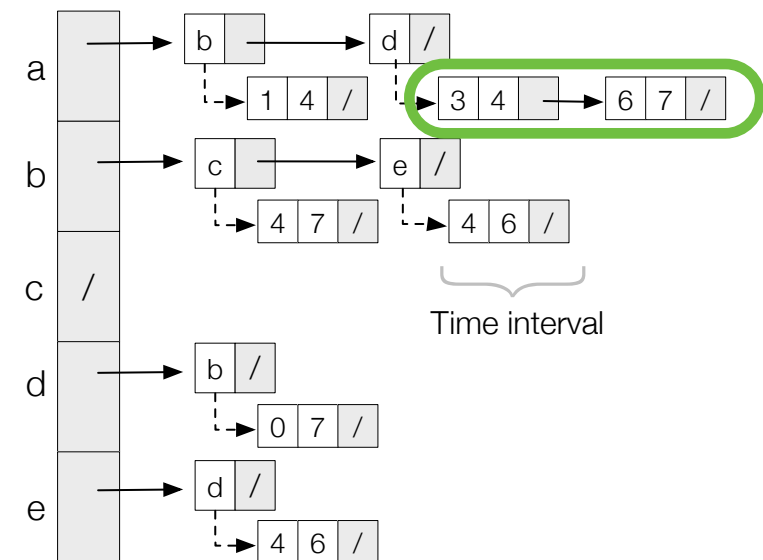 a b d /
1 4 / 3 4 6 7 /
b c e /
4 7 / 4 6 /
c /
Time interval
d b /
0 7 /
e d /
4 6 /